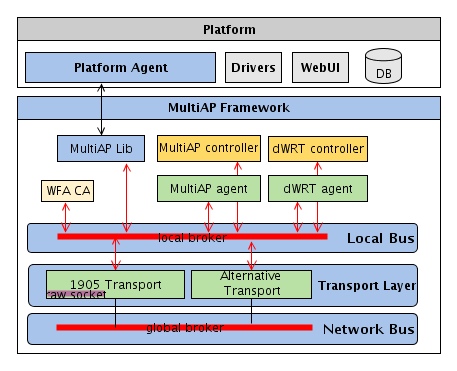 Platform
Platform Agent
Drivers
WebUI
DB
MultiAP Framework
MultiAP Lib
MultiAP controller
dWRT controller
WFA CA
MultiAP agent
dWRT agent
local broker
Local Bus
1905 Transport
raw socket
Alternative
Transport
Transport Layer
global broker
Network Bus